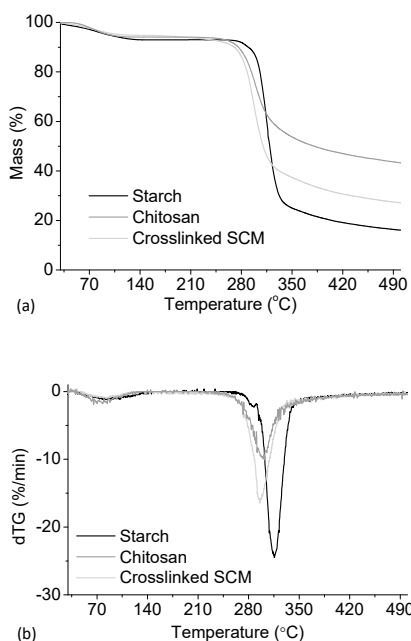 100
80
60
40
20
0
Mass (%)
Starch
Chitosan
Crosslinked SCM
70 140 210 280 350 420 490
(a) Temperature (°C)
0
-10
-20
-30
dTG (%/min)
Starch
Chitosan
Crosslinked SCM
70 140 210 280 350 420 490
(b) Temperature (°C)